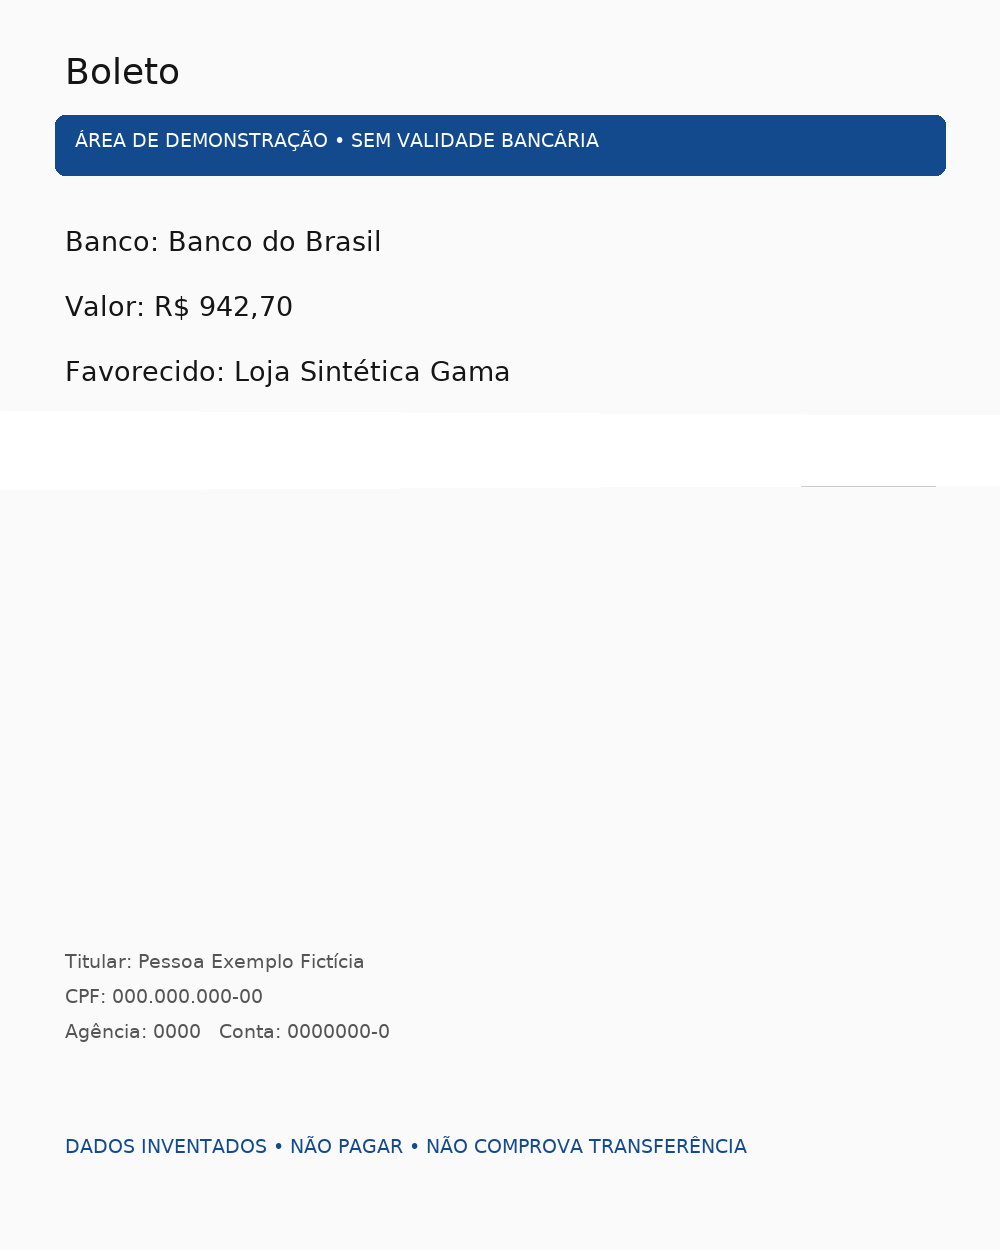 Boleto
ÁREA DE DEMONSTRAÇÃO • SEM VALIDADE BANCÁRIA
Banco: Banco do Brasil
Valor: R$ 942,70
Favorecido: Loja Sintética Gama
Titular: Pessoa Exemplo Fictícia
CPF: 000.000.000-00
Agência: 0000   Conta: 0000000-0
DADOS INVENTADOS • NÃO PAGAR • NÃO COMPROVA TRANSFERÊNCIA